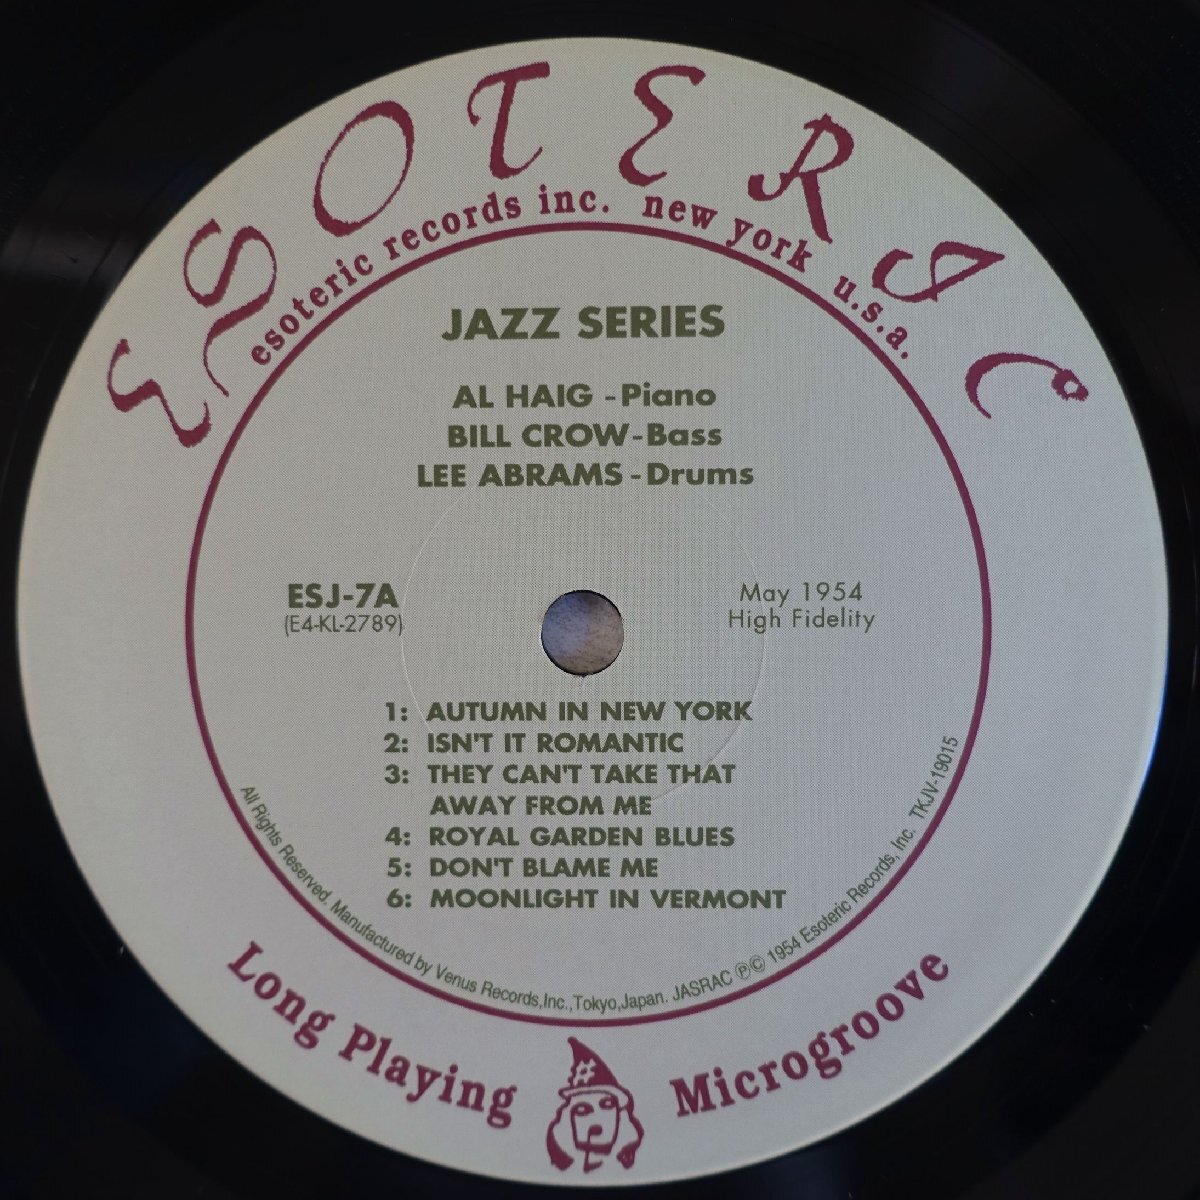 ESOTERIC
esoteric records inc. new york u.s.a.
JAZZ SERIES
AL HAIG - Piano
BILL CROW - Bass
LEE ABRAMS - Drums
ESJ-7A
(E4-KL-2789)
May 1954
High Fidelity
1: AUTUMN IN NEW YORK
2: ISN'T IT ROMANTIC
3: THEY CAN'T TAKE THAT
AWAY FROM ME
4: ROYAL GARDEN BLUES
5: DON'T BLAME ME
6: MOONLIGHT IN VERMONT
All Rights Reserved. Manufactured by Venus Records,Inc.,Tokyo,Japan. JASRAC ℗© 1954 Esoteric Records, Inc. TKJV-19015
Long Playing Microgroove